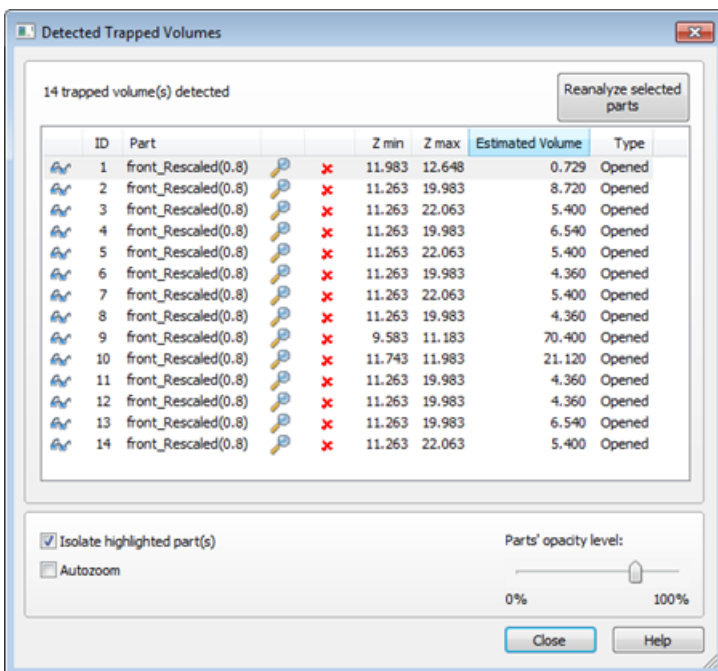 Detected Trapped Volumes
14 trapped volume(s) detected
Reanalyze selected
parts
ID Part Z min Z max Estimated Volume Type
1 front_Rescaled(0.8) 11.983 12.648 0.729 Opened
2 front_Rescaled(0.8) 11.263 19.983 8.720 Opened
3 front_Rescaled(0.8) 11.263 22.063 5.400 Opened
4 front_Rescaled(0.8) 11.263 19.983 6.540 Opened
5 front_Rescaled(0.8) 11.263 22.063 5.400 Opened
6 front_Rescaled(0.8) 11.263 19.983 4.360 Opened
7 front_Rescaled(0.8) 11.263 22.063 5.400 Opened
8 front_Rescaled(0.8) 11.263 19.983 4.360 Opened
9 front_Rescaled(0.8) 9.583 11.183 70.400 Opened
10 front_Rescaled(0.8) 11.743 11.983 21.120 Opened
11 front_Rescaled(0.8) 11.263 19.983 4.360 Opened
12 front_Rescaled(0.8) 11.263 19.983 4.360 Opened
13 front_Rescaled(0.8) 11.263 19.983 6.540 Opened
14 front_Rescaled(0.8) 11.263 22.063 5.400 Opened
Isolate highlighted part(s)
Parts' opacity level:
Autozoom
0% 100%
Close Help